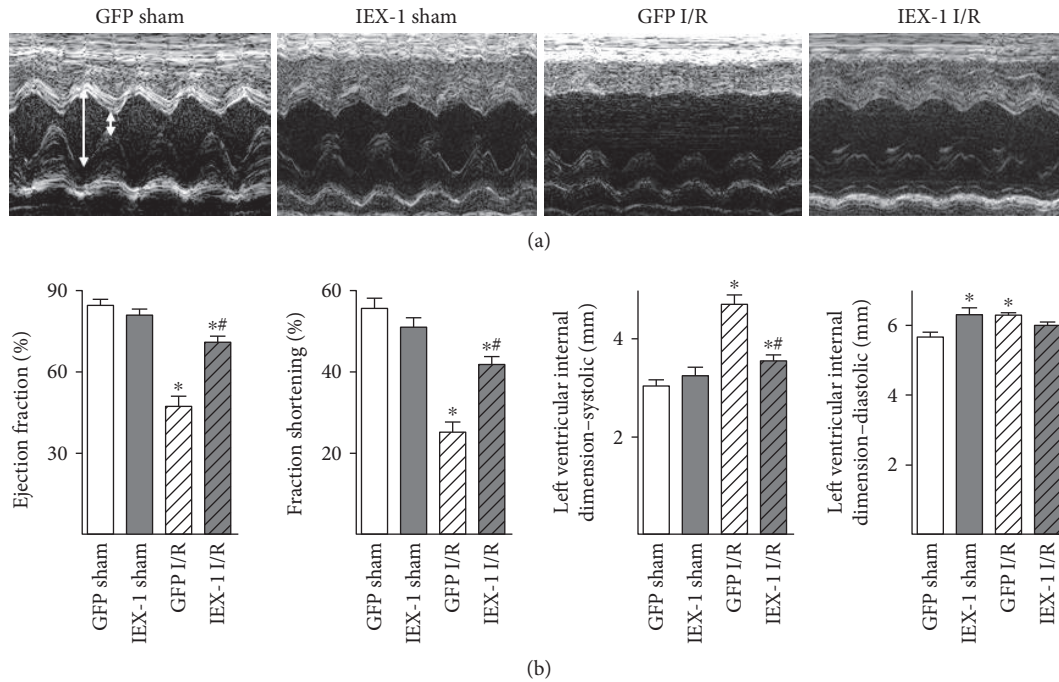 GFP sham
IEX-1 sham
GFP I/R
IEX-1 I/R
(a)
Ejection fraction (%)
90
60
30
*
*#
GFP sham
IEX-1 sham
GFP I/R
IEX-1 I/R
Fraction shortening (%)
60
40
20
*
*#
GFP sham
IEX-1 sham
GFP I/R
IEX-1 I/R
Left ventricular internal
dimension–systolic (mm)
4
2
*
*#
GFP sham
IEX-1 sham
GFP I/R
IEX-1 I/R
Left ventricular internal
dimension–diastolic (mm)
6
4
2
*
*
GFP sham
IEX-1 sham
GFP I/R
IEX-1 I/R
(b)